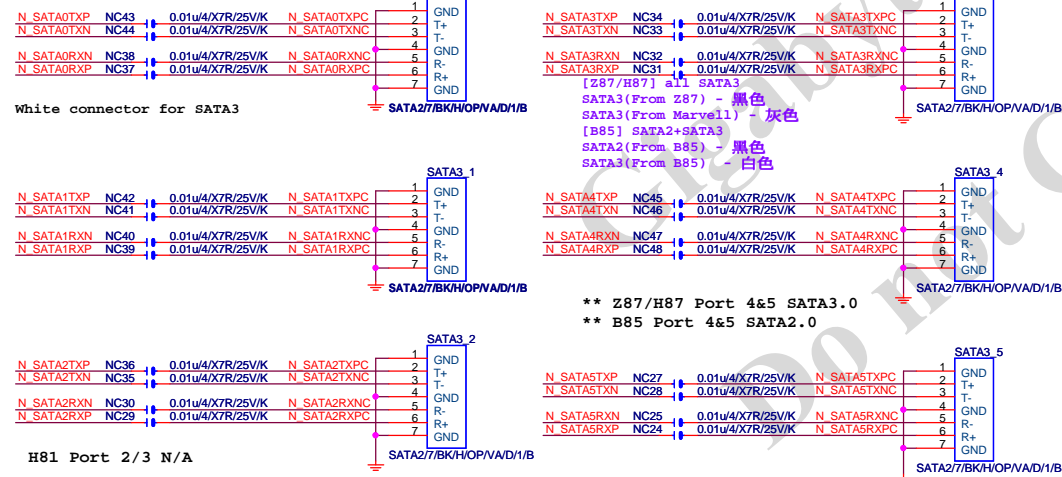 1 GND
N_SATA0TXP NC43 0.01u/4/X7R/25V/K N_SATA0TXPC 2 T+
N_SATA0TXN NC44 0.01u/4/X7R/25V/K N_SATA0TXNC 3 T-
4 GND
N_SATA0RXN NC38 0.01u/4/X7R/25V/K N_SATA0RXNC 5 R-
N_SATA0RXP NC37 0.01u/4/X7R/25V/K N_SATA0RXPC 6 R+
7 GND
White connector for SATA3
SATA2/7/BK/H/OP/VA/D/1/B
1 GND
N_SATA3TXP NC34 0.01u/4/X7R/25V/K N_SATA3TXPC 2 T+
N_SATA3TXN NC33 0.01u/4/X7R/25V/K N_SATA3TXNC 3 T-
4 GND
N_SATA3RXN NC32 0.01u/4/X7R/25V/K N_SATA3RXNC 5 R-
N_SATA3RXP NC31 0.01u/4/X7R/25V/K N_SATA3RXPC 6 R+
7 GND
SATA2/7/BK/H/OP/VA/D/1/B
[Z87/H87] all SATA3
SATA3(From Z87) - 黑色
SATA3(From Marvell) - 灰色
[B85] SATA2+SATA3
SATA2(From B85) - 黑色
SATA3(From B85) - 白色
SATA3_1
1 GND
N_SATA1TXP NC42 0.01u/4/X7R/25V/K N_SATA1TXPC 2 T+
N_SATA1TXN NC41 0.01u/4/X7R/25V/K N_SATA1TXNC 3 T-
4 GND
N_SATA1RXN NC40 0.01u/4/X7R/25V/K N_SATA1RXNC 5 R-
N_SATA1RXP NC39 0.01u/4/X7R/25V/K N_SATA1RXPC 6 R+
7 GND
SATA2/7/BK/H/OP/VA/D/1/B
SATA3_4
1 GND
N_SATA4TXP NC45 0.01u/4/X7R/25V/K N_SATA4TXPC 2 T+
N_SATA4TXN NC46 0.01u/4/X7R/25V/K N_SATA4TXNC 3 T-
4 GND
N_SATA4RXN NC47 0.01u/4/X7R/25V/K N_SATA4RXNC 5 R-
N_SATA4RXP NC48 0.01u/4/X7R/25V/K N_SATA4RXPC 6 R+
7 GND
SATA2/7/BK/H/OP/VA/D/1/B
** Z87/H87 Port 4&5 SATA3.0
** B85 Port 4&5 SATA2.0
SATA3_2
1 GND
N_SATA2TXP NC36 0.01u/4/X7R/25V/K N_SATA2TXPC 2 T+
N_SATA2TXN NC35 0.01u/4/X7R/25V/K N_SATA2TXNC 3 T-
4 GND
N_SATA2RXN NC30 0.01u/4/X7R/25V/K N_SATA2RXNC 5 R-
N_SATA2RXP NC29 0.01u/4/X7R/25V/K N_SATA2RXPC 6 R+
7 GND
SATA2/7/BK/H/OP/VA/D/1/B
H81 Port 2/3 N/A
SATA3_5
1 GND
N_SATA5TXP NC27 0.01u/4/X7R/25V/K N_SATA5TXPC 2 T+
N_SATA5TXN NC28 0.01u/4/X7R/25V/K N_SATA5TXNC 3 T-
4 GND
N_SATA5RXN NC25 0.01u/4/X7R/25V/K N_SATA5RXNC 5 R-
N_SATA5RXP NC24 0.01u/4/X7R/25V/K N_SATA5RXPC 6 R+
7 GND
SATA2/7/BK/H/OP/VA/D/1/B
Do not